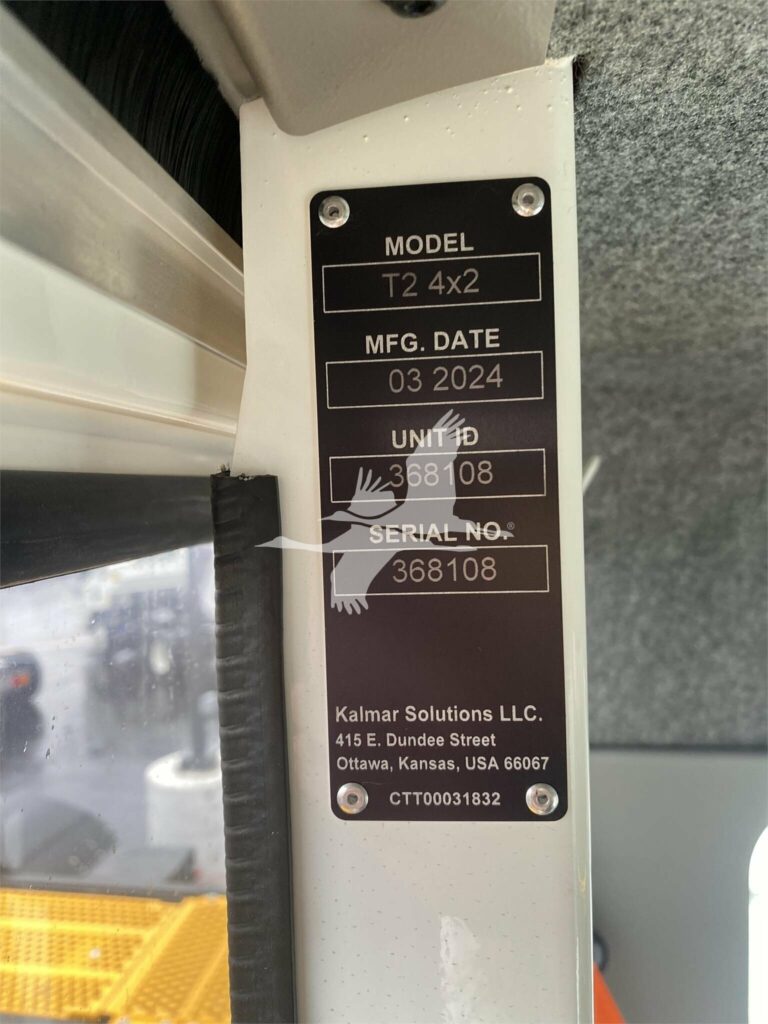 MODEL
T2 4x2
MFG. DATE
03 2024
UNIT ID
368108
SERIAL NO.
368108
Kalmar Solutions LLC.
415 E. Dundee Street
Ottawa, Kansas, USA 66067
CTT00031832